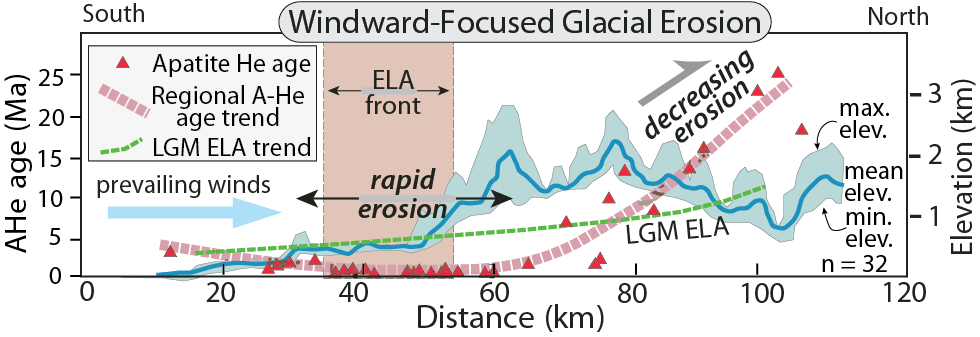 South
Windward-Focused Glacial Erosion
North
Apatite He age
Regional A-He
age trend
LGM ELA trend
ELA
front
decreasing
erosion
max.
elev.
mean
elev.
min.
elev.
n = 32
prevailing winds
rapid
erosion
LGM ELA
AHe age (Ma)
25
20
15
10
5
0
3
2
1
Elevation (km)
0
20
40
60
80
100
120
Distance (km)